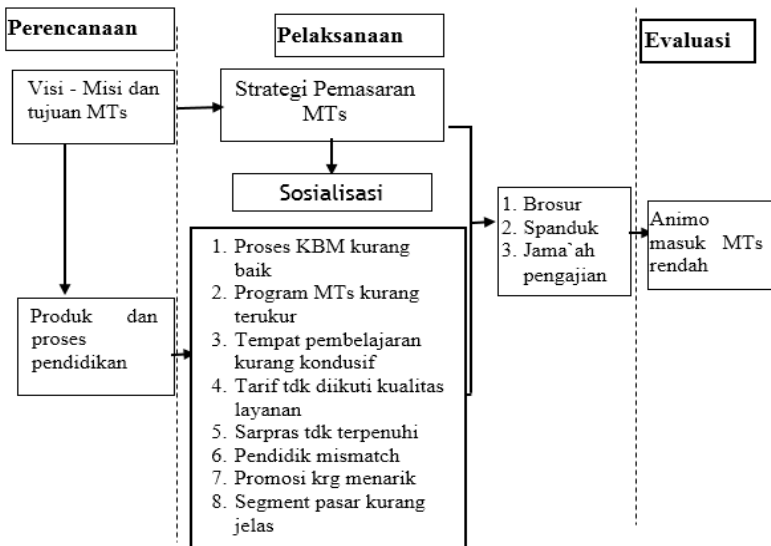 Perencanaan
Pelaksanaan
Evaluasi
Visi - Misi dan
tujuan MTs
Strategi Pemasaran
MTs
Sosialisasi
Produk dan
proses
pendidikan
1. Proses KBM kurang
baik
2. Program MTs kurang
terukur
3. Tempat pembelajaran
kurang kondusif
4. Tarif tdk diikuti kualitas
layanan
5. Sarpras tdk terpenuhi
6. Pendidik mismatch
7. Promosi krg menarik
8. Segment pasar kurang
jelas
1. Brosur
2. Spanduk
3. Jama`ah
pengajian
Animo
masuk MTs
rendah